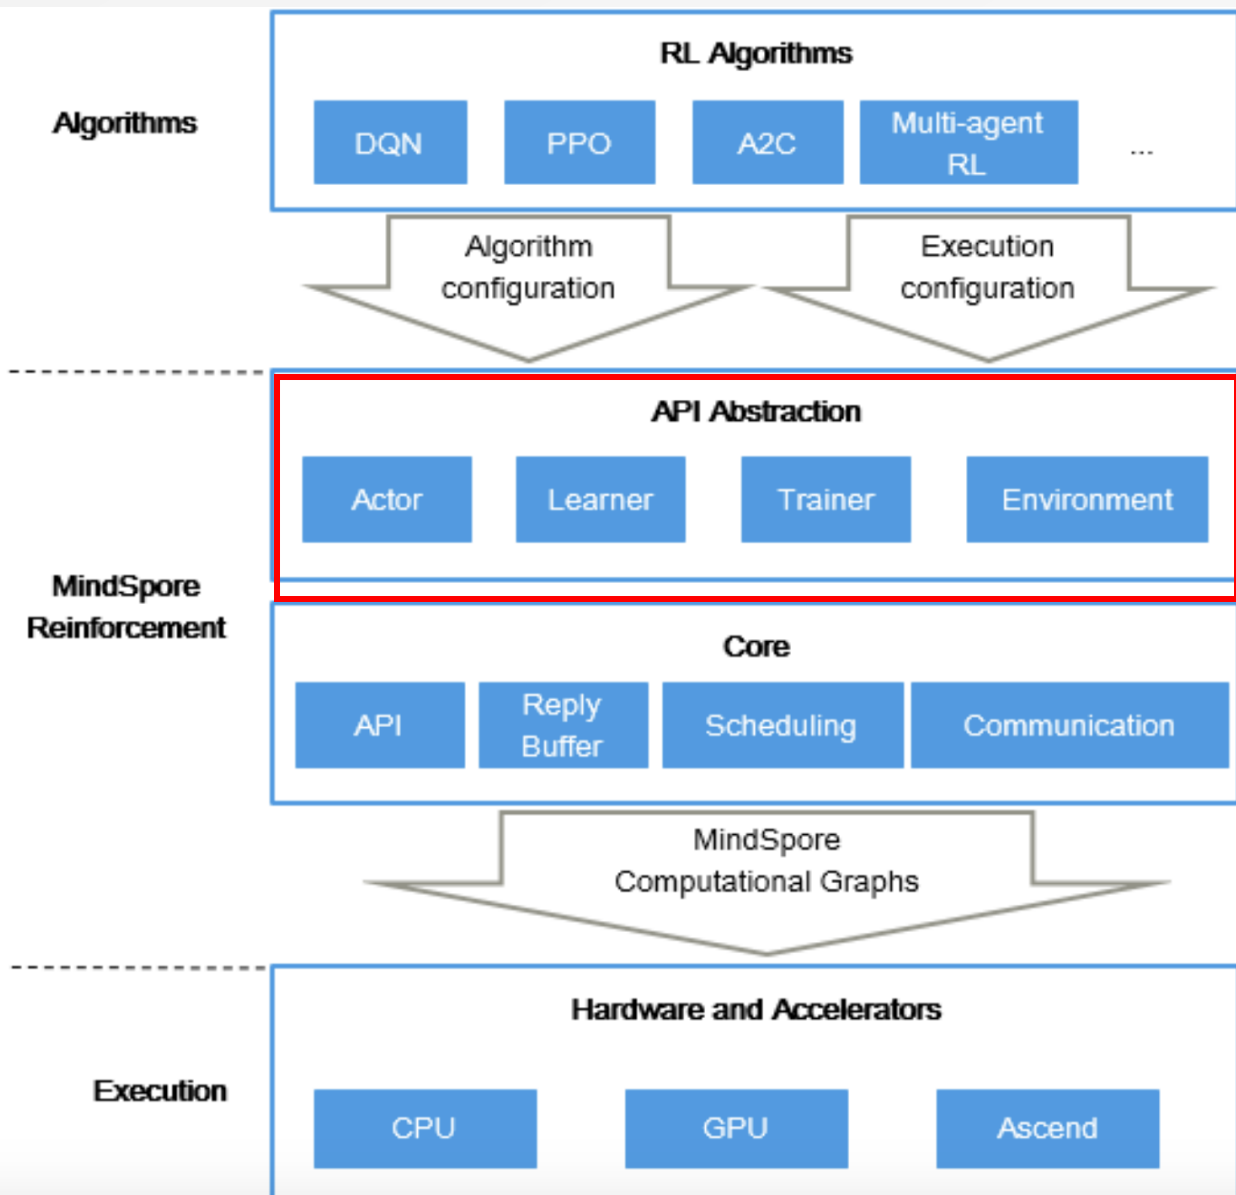 RL Algorithms
Algorithms
DQN
PPO
A2C
Multi-agent
RL
...
Algorithm
configuration
Execution
configuration
API Abstraction
Actor
Learner
Trainer
Environment
MindSpore
Reinforcement
Core
API
Reply
Buffer
Scheduling
Communication
MindSpore
Computational Graphs
Hardware and Accelerators
Execution
CPU
GPU
Ascend